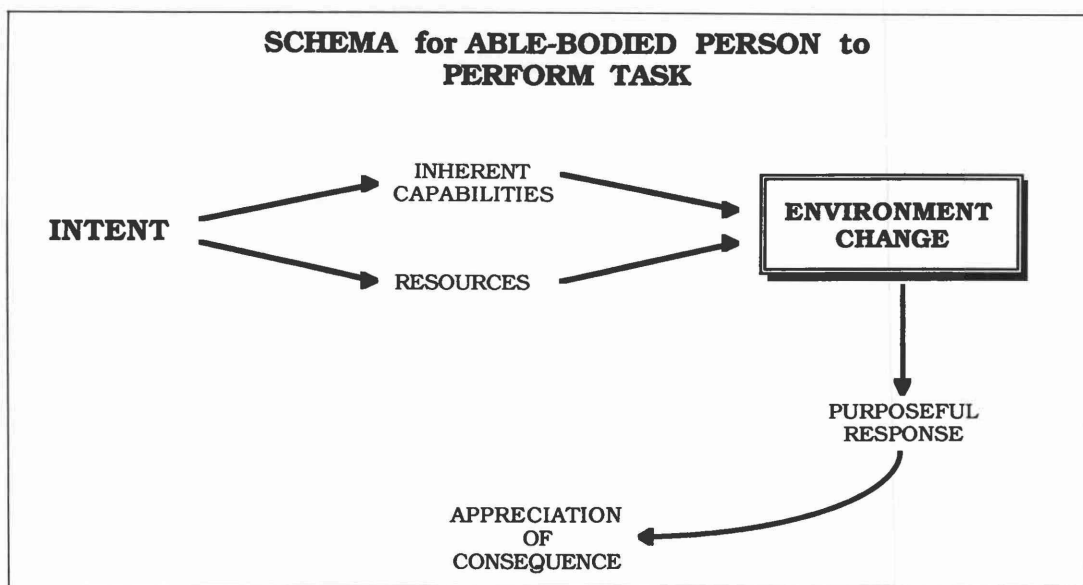 SCHEMA for ABLE-BODIED PERSON to
PERFORM TASK
INHERENT
CAPABILITIES
INTENT
RESOURCES
ENVIRONMENT
CHANGE
PURPOSEFUL
RESPONSE
APPRECIATION
OF
CONSEQUENCE